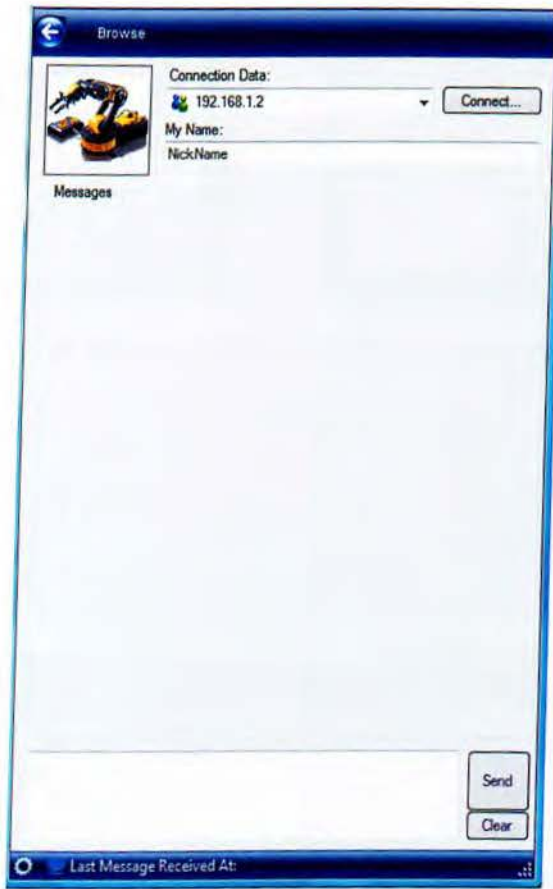 Browse
Connection Data:
192.168.1.2
Connect...
My Name:
NickName
Messages
Send
Clear
Last Message Received At: